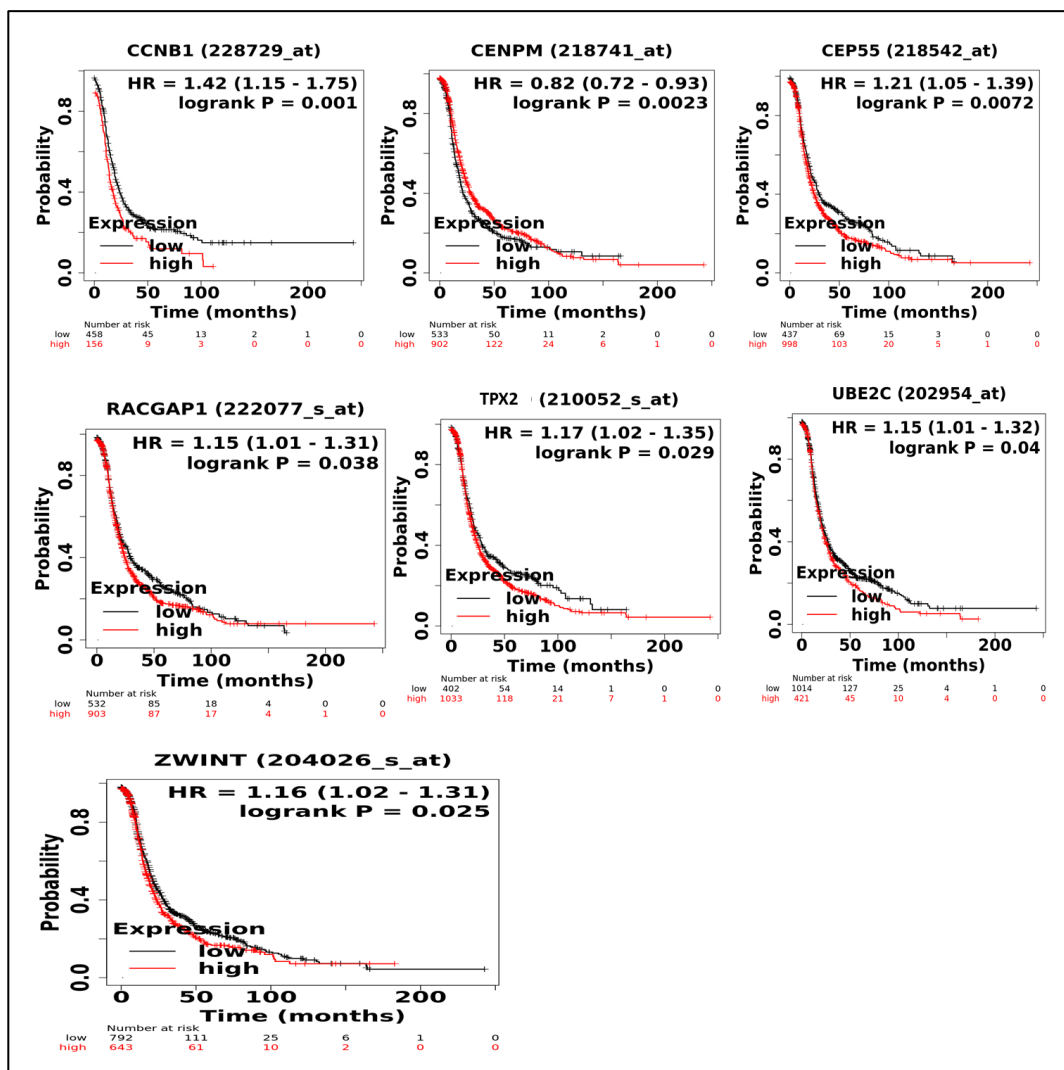 CCNB1 (228729_at)
HR = 1.42 (1.15 - 1.75)
logrank P = 0.001
Probability
0.0 0.4 0.8
Expression
low
high
0 50 100 200
Time (months)
Number at risk
low 458 45 13 2 1 0
high 156 9 3 0 0 0
CENPM (218741_at)
HR = 0.82 (0.72 - 0.93)
logrank P = 0.0023
Probability
0.0 0.4 0.8
Expression
low
high
0 50 100 200
Time (months)
Number at risk
low 533 50 11 2 0 0
high 902 122 24 6 1 0
CEP55 (218542_at)
HR = 1.21 (1.05 - 1.39)
logrank P = 0.0072
Probability
0.0 0.4 0.8
Expression
low
high
0 50 100 200
Time (months)
Number at risk
low 437 69 15 3 0 0
high 998 103 20 5 1 0
RACGAP1 (222077_s_at)
HR = 1.15 (1.01 - 1.31)
logrank P = 0.038
Probability
0.0 0.4 0.8
Expression
low
high
0 50 100 200
Time (months)
Number at risk
low 532 85 18 4 0 0
high 903 87 17 4 1 0
TPX2 (210052_s_at)
HR = 1.17 (1.02 - 1.35)
logrank P = 0.029
Probability
0.0 0.4 0.8
Expression
low
high
0 50 100 200
Time (months)
Number at risk
low 402 54 14 1 0 0
high 1033 118 21 7 1 0
UBE2C (202954_at)
HR = 1.15 (1.01 - 1.32)
logrank P = 0.04
Probability
0.0 0.4 0.8
Expression
low
high
0 50 100 200
Time (months)
Number at risk
low 1014 127 25 4 1 0
high 421 45 10 4 0 0
ZWINT (204026_s_at)
HR = 1.16 (1.02 - 1.31)
logrank P = 0.025
Probability
0.0 0.4 0.8
Expression
low
high
0 100 200
Time (months)
Number at risk
low 792 111 25 6 1 0
high 643 61 10 2 0 0